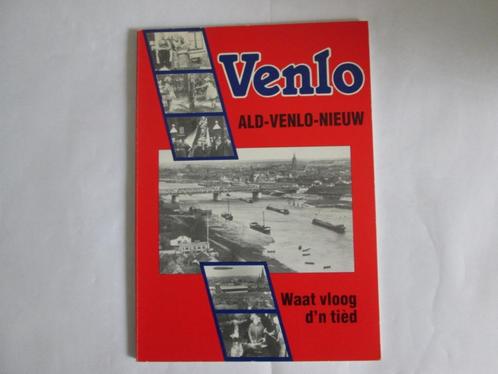 Venlo
ALD-VENLO-NIEUW
Waat vloog
d'n tièd